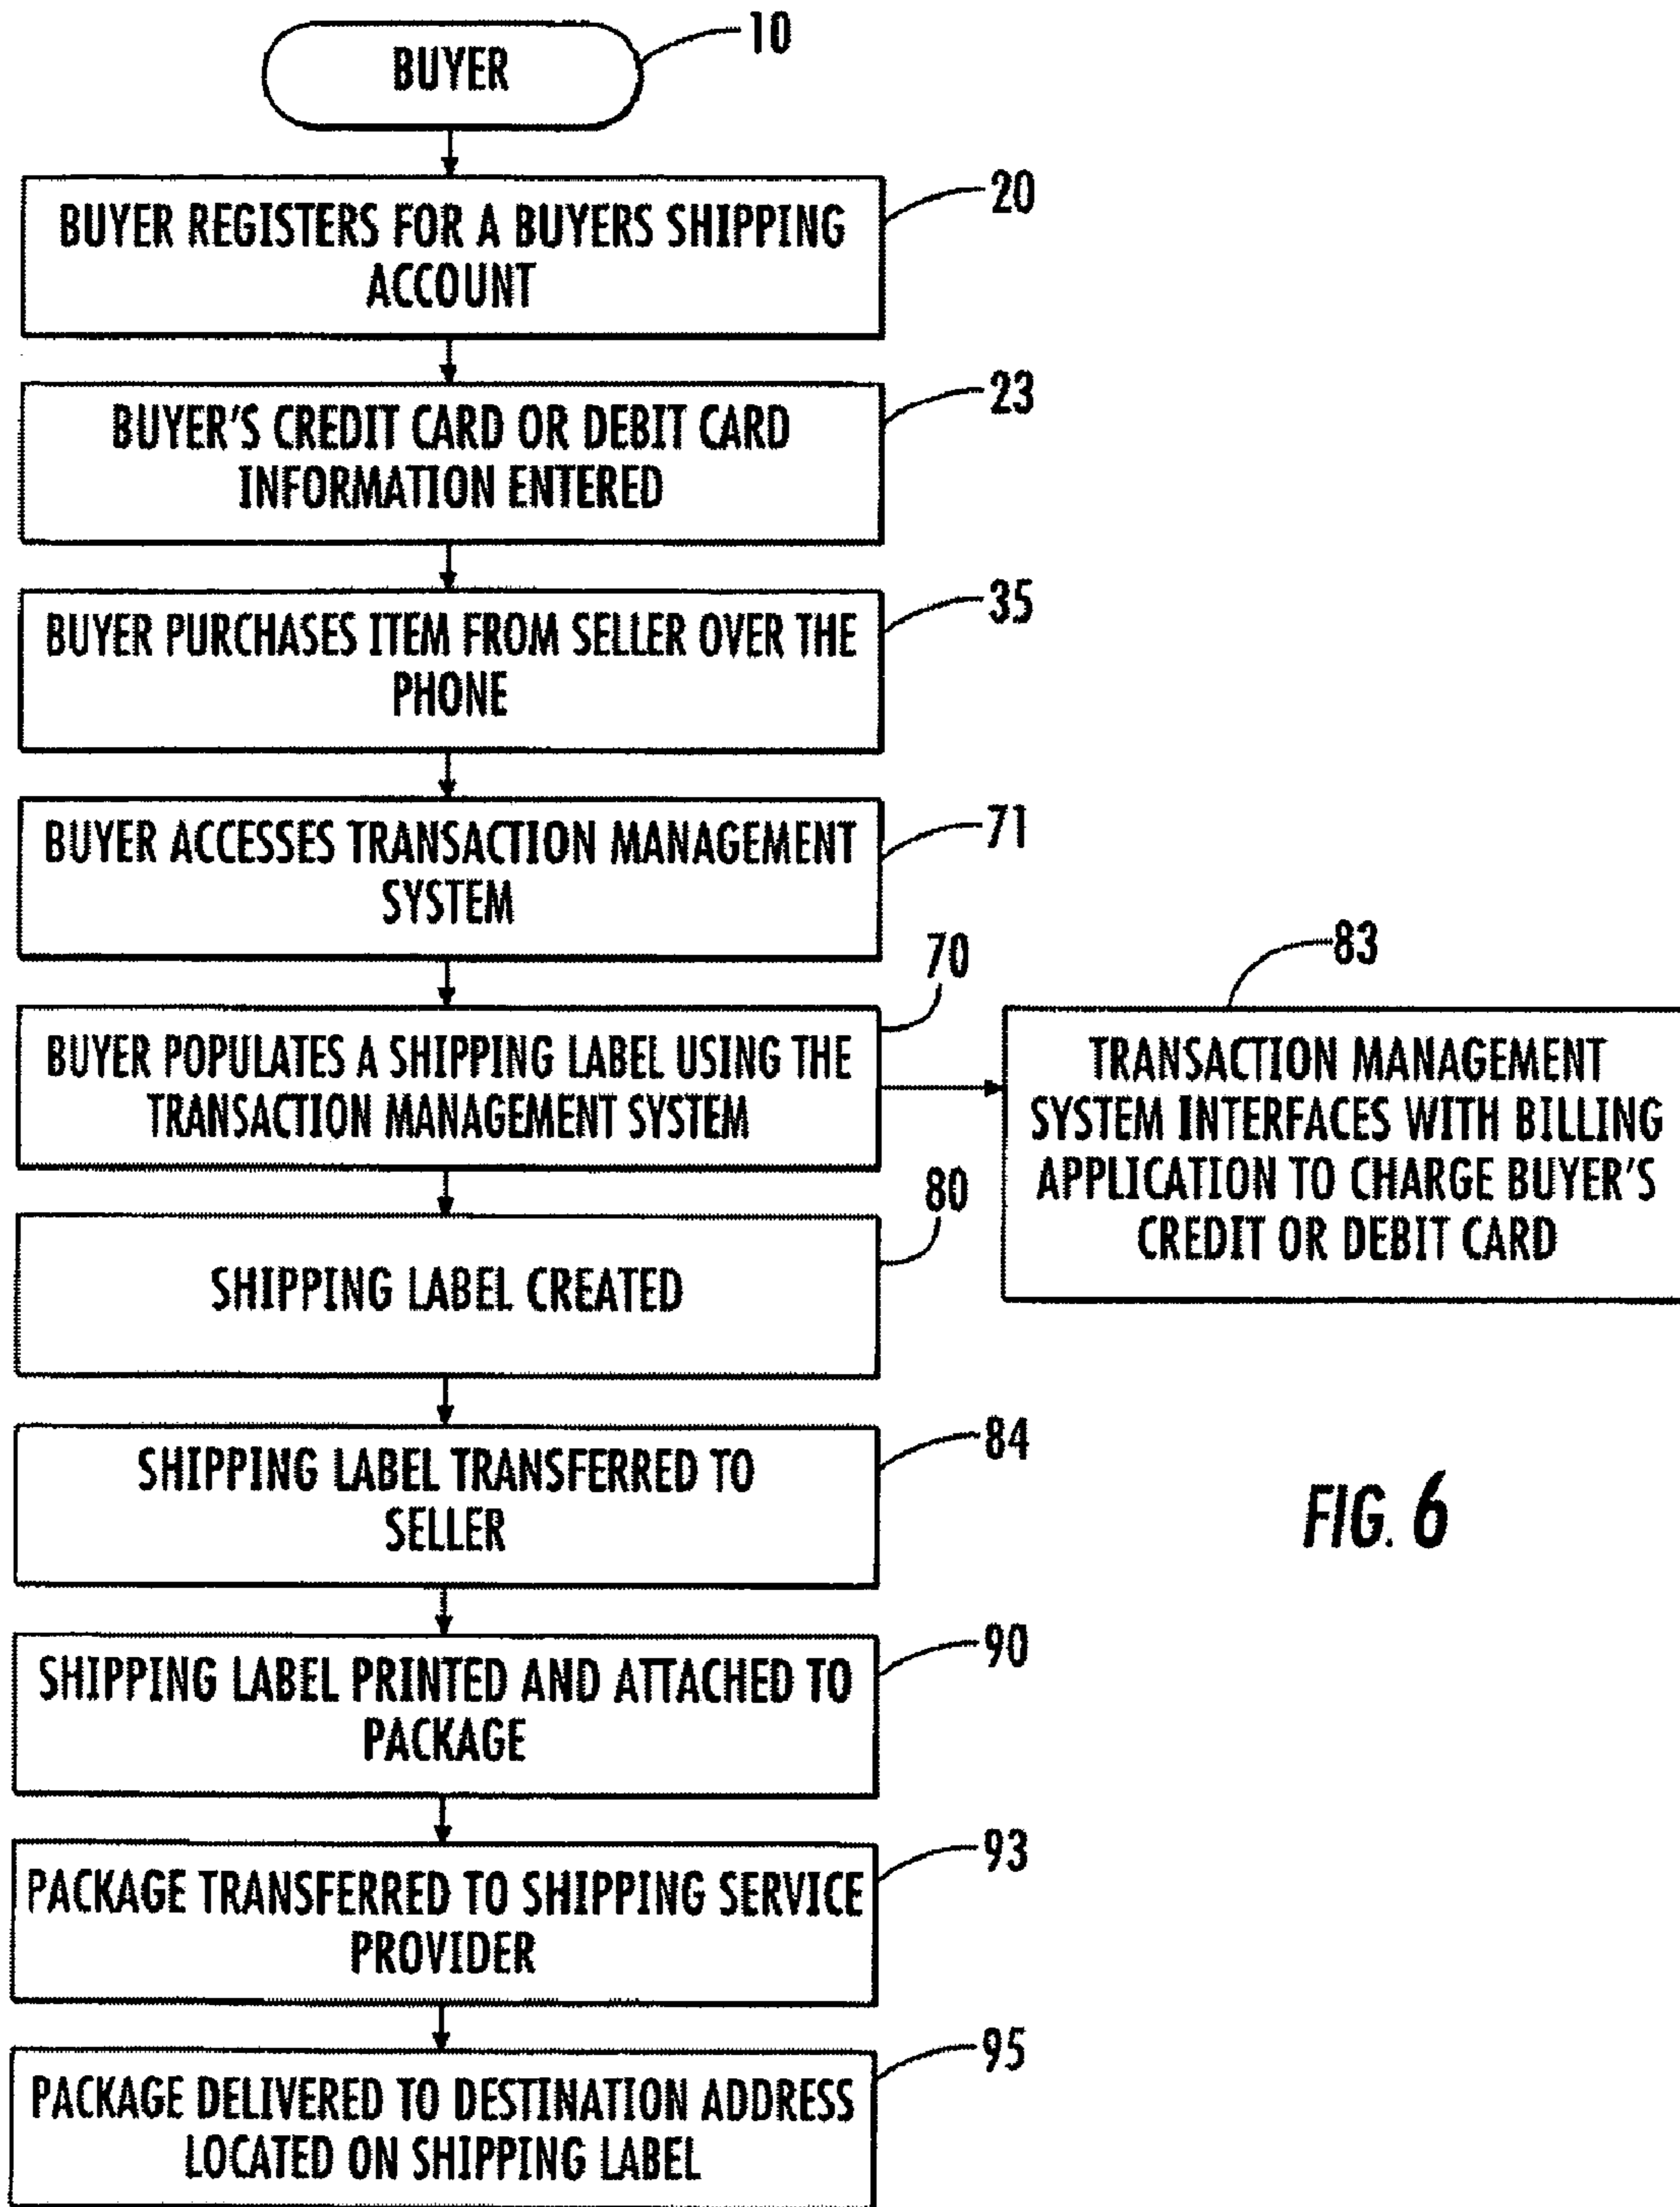 10
BUYER
20
BUYER REGISTERS FOR A BUYERS SHIPPING
ACCOUNT
23
BUYER'S CREDIT CARD OR DEBIT CARD
INFORMATION ENTERED
35
BUYER PURCHASES ITEM FROM SELLER OVER THE
PHONE
71
BUYER ACCESSES TRANSACTION MANAGEMENT
SYSTEM
70
BUYER POPULATES A SHIPPING LABEL USING THE
TRANSACTION MANAGEMENT SYSTEM
83
TRANSACTION MANAGEMENT
SYSTEM INTERFACES WITH BILLING
APPLICATION TO CHARGE BUYER'S
CREDIT OR DEBIT CARD
80
SHIPPING LABEL CREATED
84
SHIPPING LABEL TRANSFERRED TO
SELLER
FIG. 6
90
SHIPPING LABEL PRINTED AND ATTACHED TO
PACKAGE
93
PACKAGE TRANSFERRED TO SHIPPING SERVICE
PROVIDER
95
PACKAGE DELIVERED TO DESTINATION ADDRESS
LOCATED ON SHIPPING LABEL